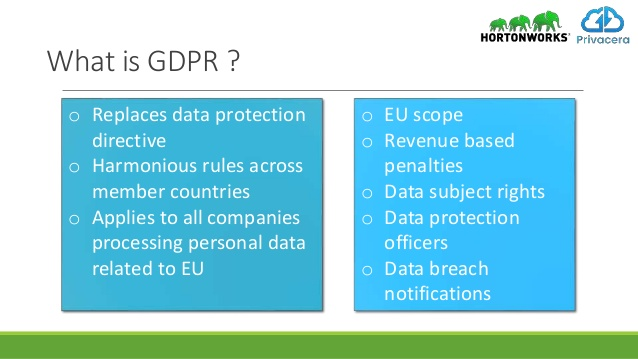 HORTONWORKS
Privacera
What is GDPR ?
o Replaces data protection
directive
o Harmonious rules across
member countries
o Applies to all companies
processing personal data
related to EU
o EU scope
o Revenue based
penalties
o Data subject rights
o Data protection
officers
o Data breach
notifications